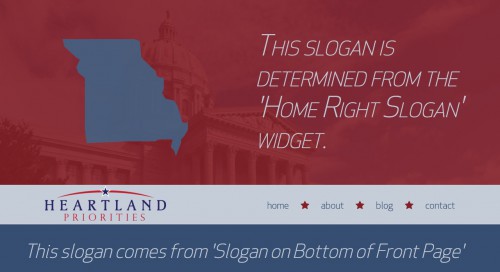 This slogan is
determined from the
'Home Right Slogan'
widget.
HEARTLAND
PRIORITIES
home ★ about ★ blog ★ contact
This slogan comes from 'Slogan on Bottom of Front Page'